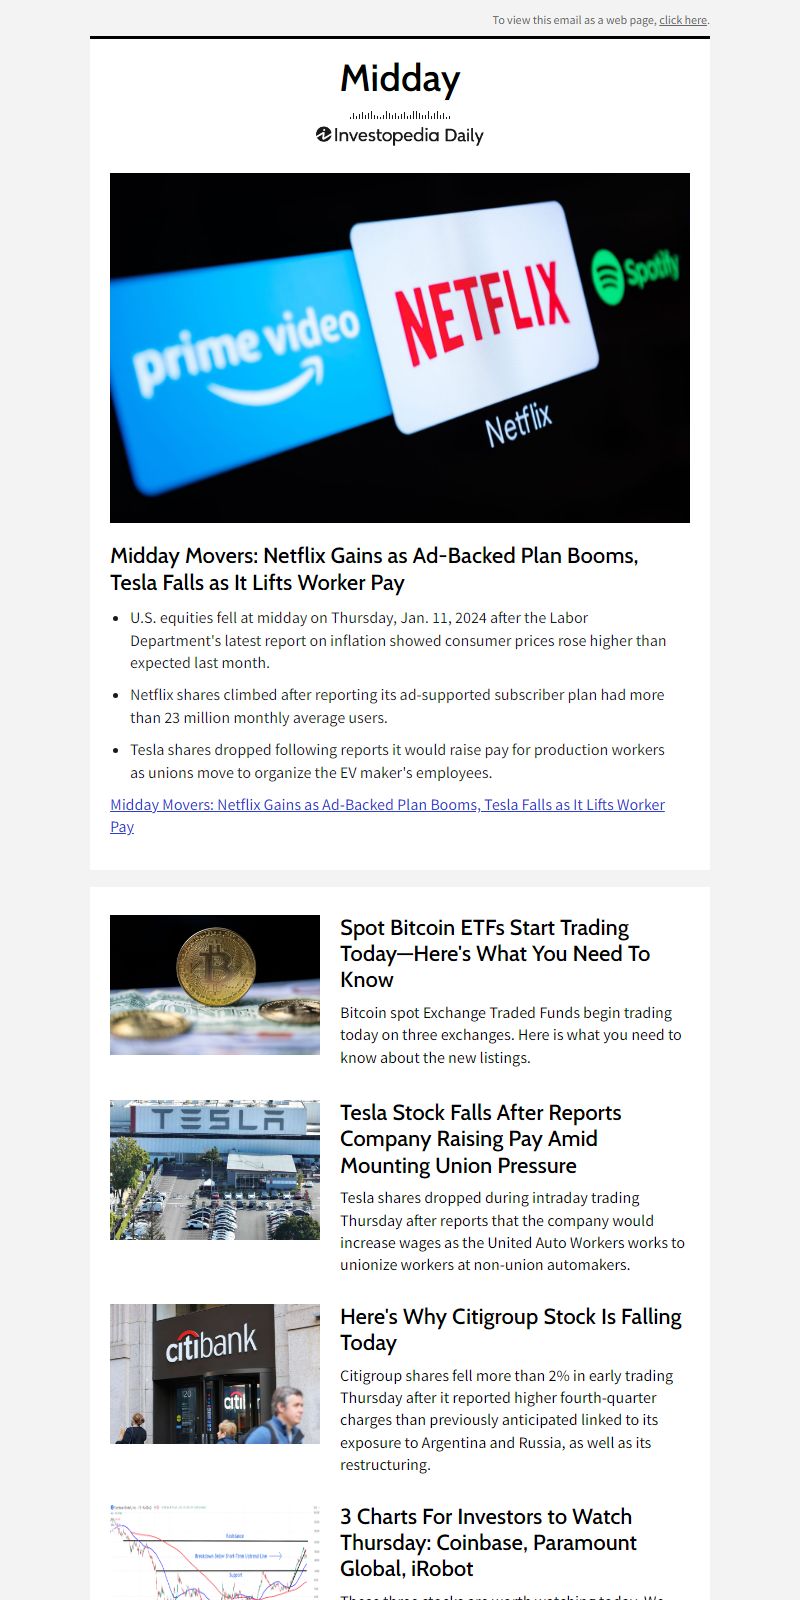 To view this email as a web page, click here.
Midday
Investopedia Daily
prime video
NETFLIX
Netflix
Spotify
Midday Movers: Netflix Gains as Ad-Backed Plan Booms,
Tesla Falls as It Lifts Worker Pay
• U.S. equities fell at midday on Thursday, Jan. 11, 2024 after the Labor
Department's latest report on inflation showed consumer prices rose higher than
expected last month.
• Netflix shares climbed after reporting its ad-supported subscriber plan had more
than 23 million monthly average users.
• Tesla shares dropped following reports it would raise pay for production workers
as unions move to organize the EV maker's employees.
Midday Movers: Netflix Gains as Ad-Backed Plan Booms, Tesla Falls as It Lifts Worker
Pay
Spot Bitcoin ETFs Start Trading
Today—Here's What You Need To
Know
Bitcoin spot Exchange Traded Funds begin trading
today on three exchanges. Here is what you need to
know about the new listings.
TESLA
Tesla Stock Falls After Reports
Company Raising Pay Amid
Mounting Union Pressure
Tesla shares dropped during intraday trading
Thursday after reports that the company would
increase wages as the United Auto Workers works to
unionize workers at non-union automakers.
citibank
citi
Here's Why Citigroup Stock Is Falling
Today
Citigroup shares fell more than 2% in early trading
Thursday after it reported higher fourth-quarter
charges than previously anticipated linked to its
exposure to Argentina and Russia, as well as its
restructuring.
Resistance
Breakdown Below Short-Term Uptrend Line
Support
3 Charts For Investors to Watch
Thursday: Coinbase, Paramount
Global, iRobot